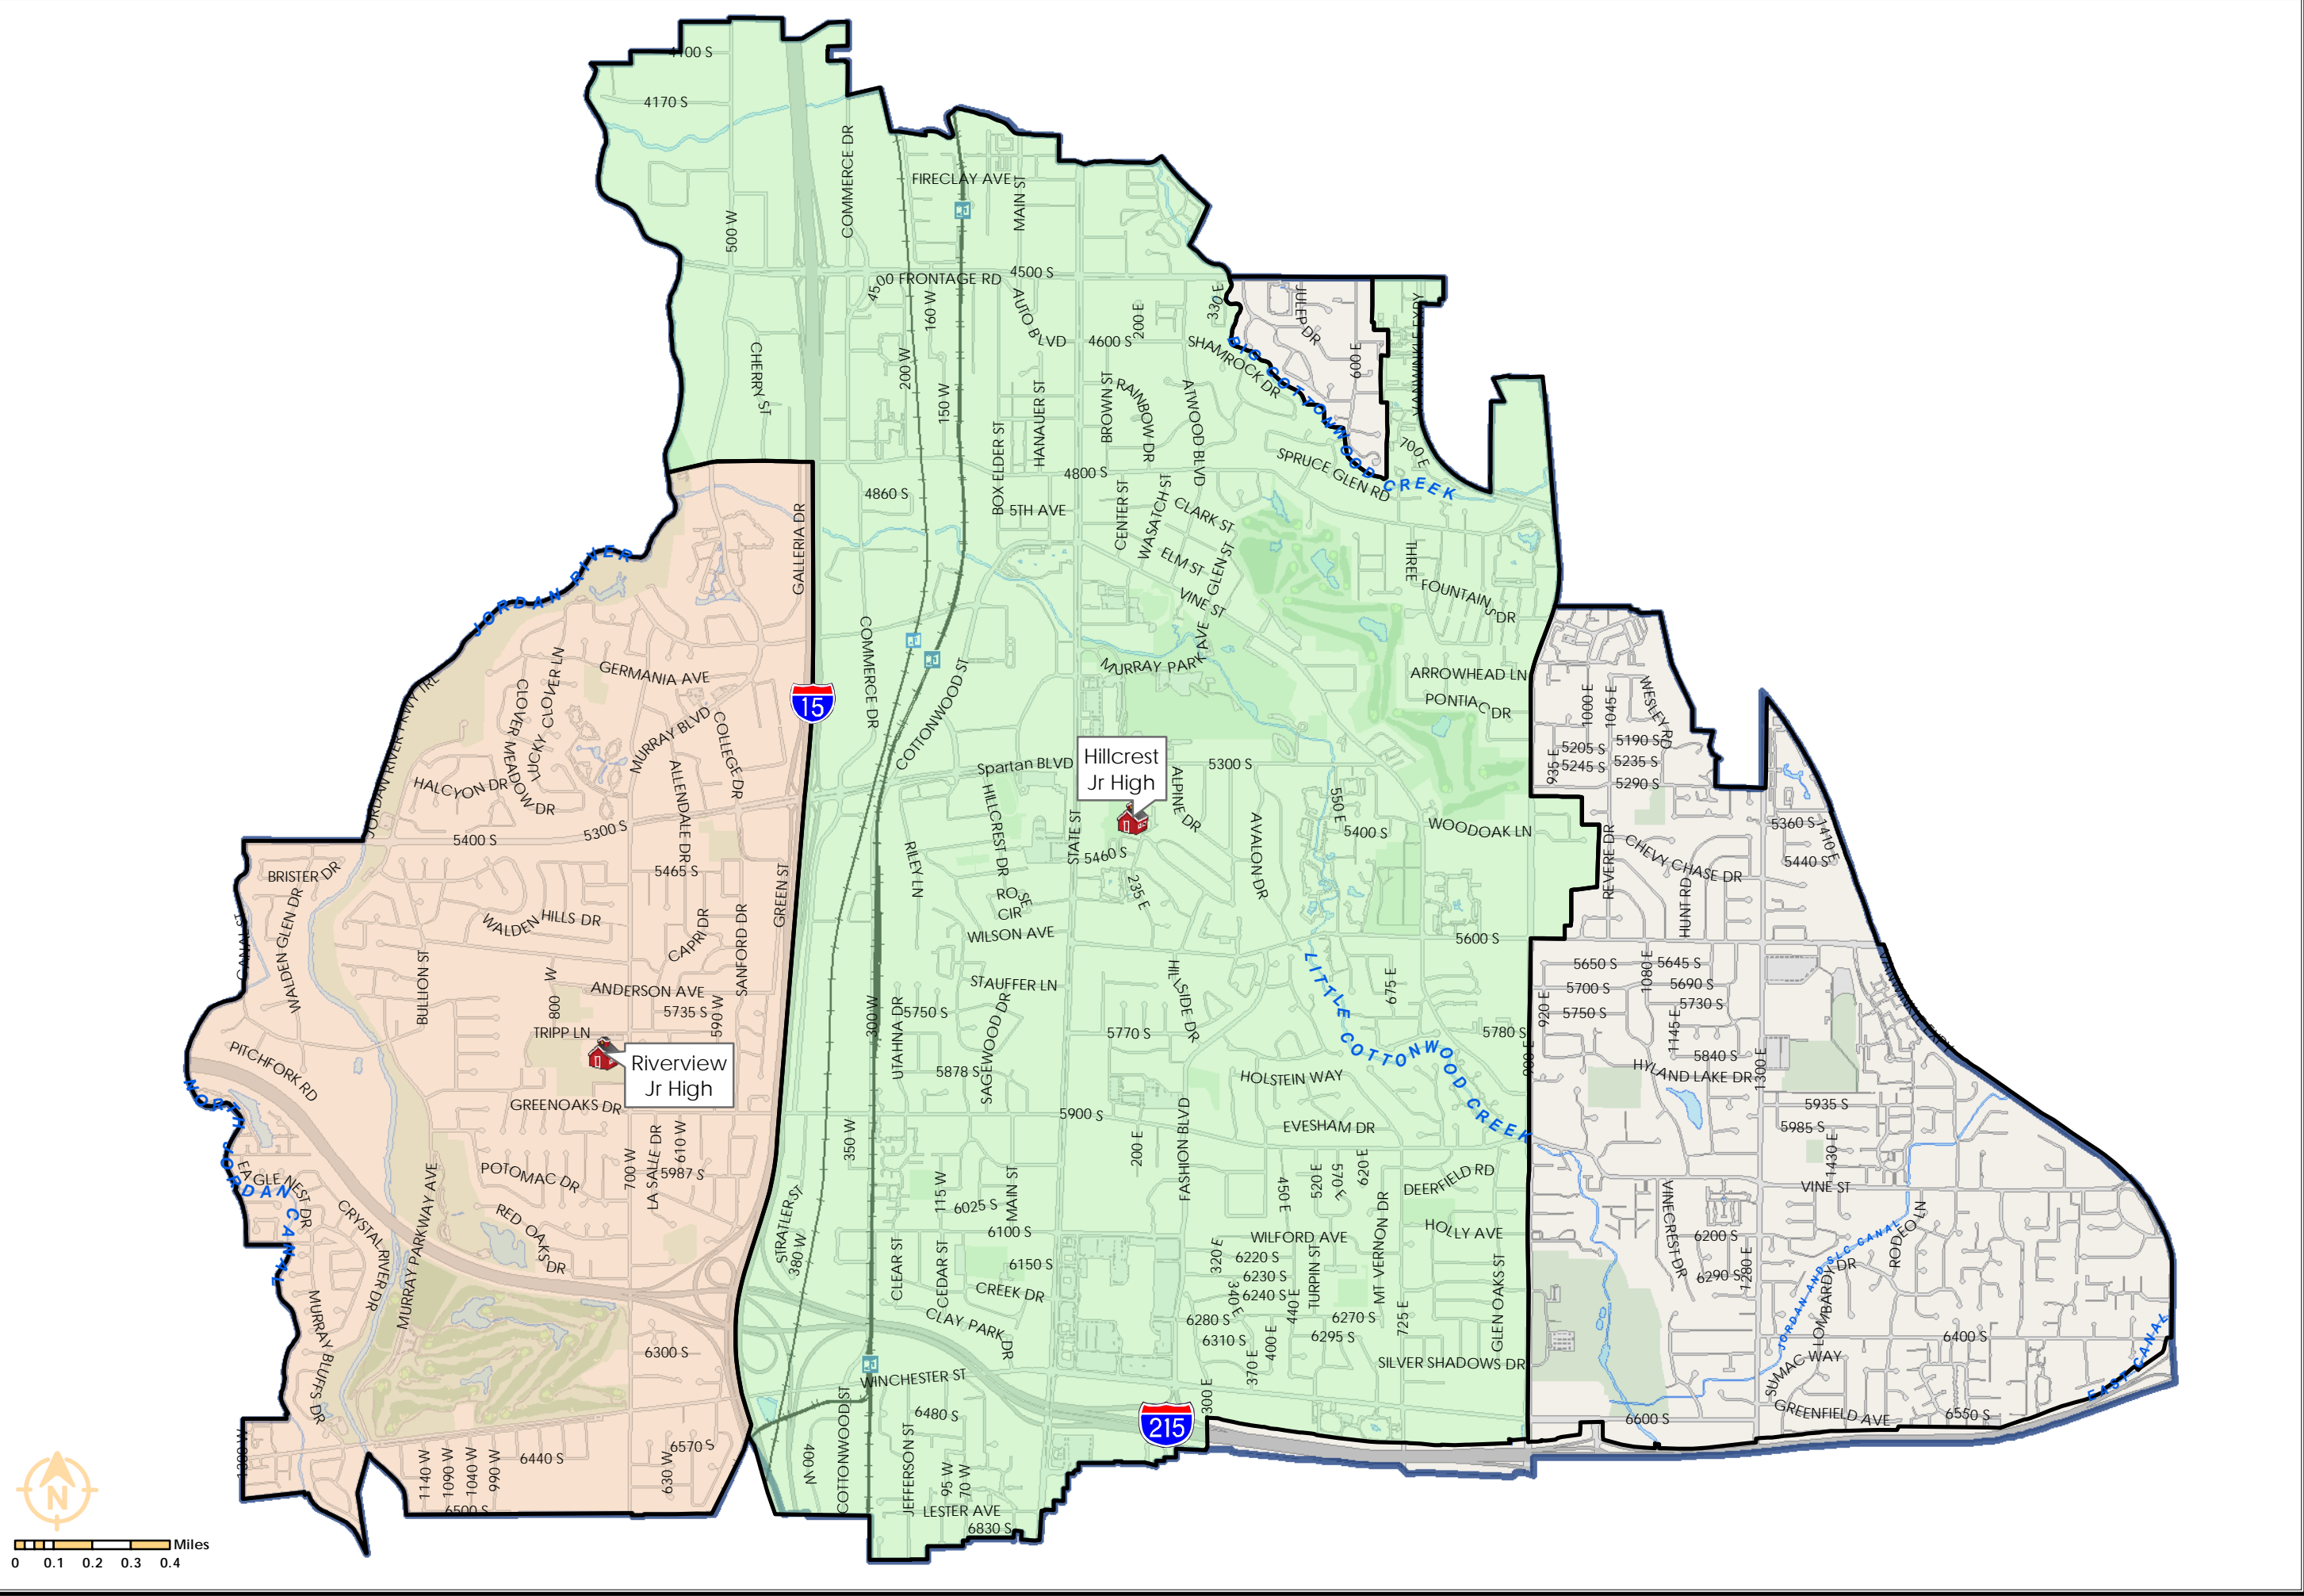 4100 S
4170 S
COMMERCE DR
FIRECLAY AVE
MAIN ST
500 W
4500 S
4500 FRONTAGE RD
160 W
AUTO BLVD
200 E
330 E
JULEP DR
VANWINKLE EXPY
CHERRY ST
200 W
150 W
4600 S
SHAMROCK DR
600 E
BIG COTTONWOOD CREEK
HANAUER ST
BROWN ST
RAINBOW DR
ATWOOD BLVD
BOX ELDER ST
700 E
SPRUCE GLEN RD
4800 S
4860 S
5TH AVE
CENTER ST
WASATCH ST
CLARK ST
GALLERIA DR
ELM ST
GLEN ST
THREE FOUNTAINS DR
JORDAN RIVER
VINE ST
COMMERCE DR
COTTONWOOD ST
MURRAY PARK AVE
ARROWHEAD LN
PONTIAC DR
GERMANIA AVE
CLOVER MEADOW DR
LUCKY CLOVER LN
MURRAY BLVD
COLLEGE DR
15
JORDAN RIVER PKWY TRL
HALCYON DR
ALLENDALE DR
Spartan BLVD
Hillcrest
Jr High
5300 S
ALPINE DR
550 E
1000 E
1045 E
WESLEY RD
5205 S
5190 S
5245 S
5235 S
935 E
5290 S
5400 S
5300 S
HILLCREST DR
STATE ST
5460 S
AVALON DR
5400 S
WOODOAK LN
REVERE DR
CHEVY CHASE DR
5360 S
1410 E
5440 S
HUNT RD
BRISTER DR
5465 S
GREEN ST
RILEY LN
ROSE
CIR
235 E
CANAL ST
WALDEN GLEN DR
WALDEN HILLS DR
CAPRI DR
SANFORD DR
WILSON AVE
5600 S
BULLION ST
800 W
ANDERSON AVE
5735 S
590 W
300 W
UTAHNA DR
STAUFFER LN
5750 S
SAGEWOOD DR
HILLSIDE DR
LITTLE COTTONWOOD CREEK
675 E
5650 S
5645 S
1080 E
5700 S
5690 S
5730 S
920 E
5750 S
1145 E
VANWINKLE EXPY
TRIPP LN
Riverview
Jr High
5770 S
5780 S
900 E
5840 S
1300 E
HYLAND LAKE DR
PITCHFORK RD
5878 S
HOLSTEIN WAY
GREENOAKS DR
5900 S
EVESHAM DR
5935 S
5985 S
1430 E
NORTH JORDAN CANAL
350 W
200 E
FASHION BLVD
610 W
700 W
LA SALLE DR
5987 S
POTOMAC DR
EAGLE NEST DR
MURRAY PARKWAY AVE
115 W
6025 S
MAIN ST
450 E
525 E
570 E
620 E
DEERFIELD RD
VINE ST
VINECREST DR
CRYSTAL RIVER DR
RED OAKS DR
STRATLER ST
380 W
6100 S
WILFORD AVE
MT VERNON DR
HOLLY AVE
6200 S
1280 E
6290 S
RODEO LN
LOMBARDY DR
JORDAN AND SLC CANAL
CLEAR ST
CEDAR ST
6150 S
CREEK DR
320 E
6220 S
6230 S
6240 S
340 E
440 E
TURPIN ST
GLEN OAKS ST
MURRAY BLUFFS DR
CLAY PARK DR
6280 S
6310 S
400 E
6270 S
6295 S
725 E
6400 S
6300 S
370 E
SILVER SHADOWS DR
SUMAC WAY
EAST CANAL
WINCHESTER ST
COTTONWOOD ST
6480 S
300 E
215
6600 S
GREENFIELD AVE
6550 S
1300 W
1140 W
1090 W
1040 W
990 W
6440 S
630 W
6570 S
400 W
JEFFERSON ST
95 W
70 W
6500 S
LESTER AVE
6830 S
N
Miles
0 0.1 0.2 0.3 0.4